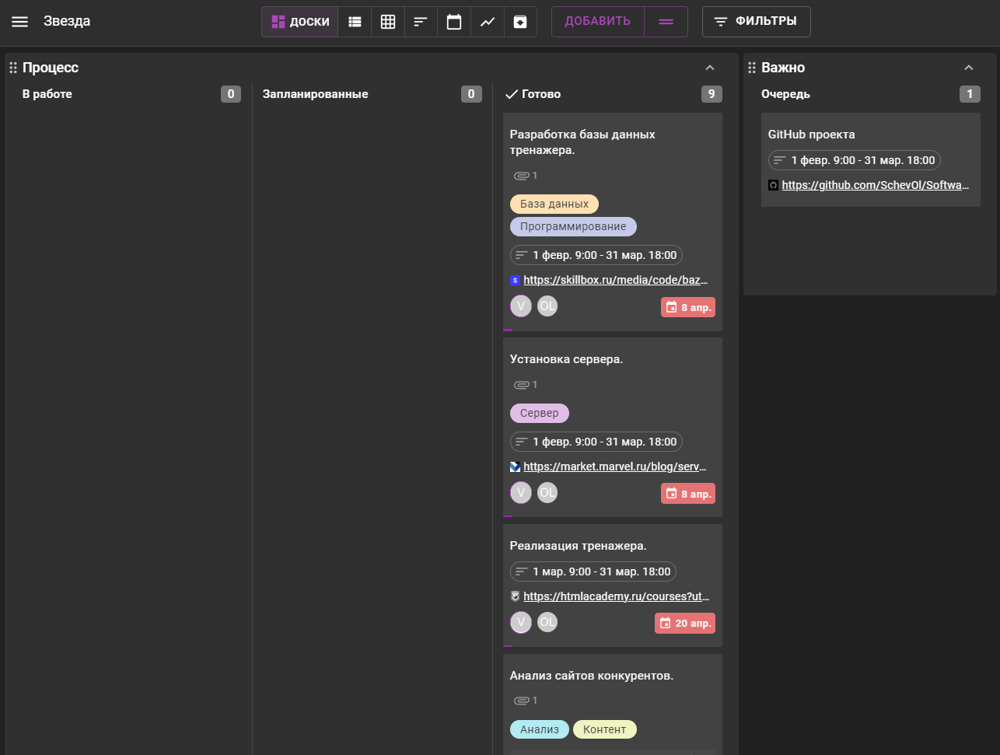 Звезда
ДОСКИ
ДОБАВИТЬ
ФИЛЬТРЫ
Процесс
В работе
0
Запланированные
0
Готово
9
Разработка базы данных
тренажера.
1
База данных
Программирование
1 февр. 9:00 - 31 мар. 18:00
https://skillbox.ru/media/code/baz...
V
OL
8 апр.
Установка сервера.
1
Сервер
1 февр. 9:00 - 31 мар. 18:00
https://market.marvel.ru/blog/serv...
V
OL
8 апр.
Реализация тренажера.
1 мар. 9:00 - 31 мар. 18:00
https://htmlacademy.ru/courses?ut...
V
OL
20 апр.
Анализ сайтов конкурентов.
1
Анализ
Контент
Важно
Очередь
1
GitHub проекта
1 февр. 9:00 - 31 мар. 18:00
https://github.com/SchevOl/Softwa...